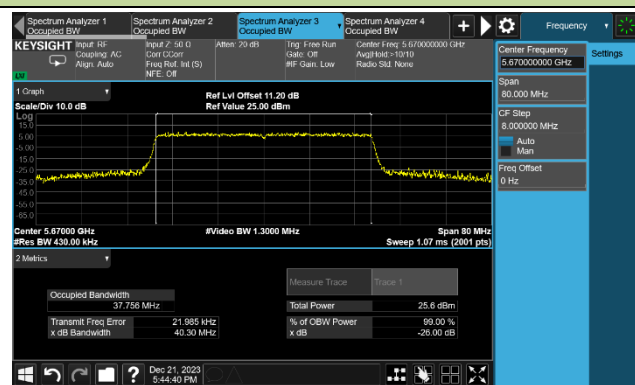 Spectrum Analyzer 1
Occupied BW
Spectrum Analyzer 2
Occupied BW
Spectrum Analyzer 3
Occupied BW
Spectrum Analyzer 4
Occupied BW
Frequency
KEYSIGHT
Input: RF
Coupling: AC
Align: Auto
Input Z: 50 Ω
Corr CCorr
Freq Ref: Int (S)
NFE: Off
Atten: 20 dB
Trig: Free Run
Gate: Off
#IF Gain: Low
Center Freq: 5.670000000 GHz
Avg|Hold:>10/10
Radio Std: None
LW
1 Graph
Scale/Div 10.0 dB
Ref Lvl Offset 11.20 dB
Ref Value 25.00 dBm
Log
15.0
5.00
-5.00
-15.0
-25.0
-35.0
-45.0
-55.0
-65.0
Center 5.67000 GHz
#Res BW 430.00 kHz
#Video BW 1.3000 MHz
Span 80 MHz
Sweep 1.07 ms (2001 pts)
2 Metrics
Measure Trace
Trace 1
Occupied Bandwidth
37.756 MHz
Total Power
25.6 dBm
Transmit Freq Error
21.985 kHz
% of OBW Power
99.00 %
x dB Bandwidth
40.30 MHz
x dB
-26.00 dB
Center Frequency
5.670000000 GHz
Settings
Span
80.000 MHz
CF Step
8.000000 MHz
Auto
Man
Freq Offset
0 Hz
Dec 21, 2023
5:44:40 PM